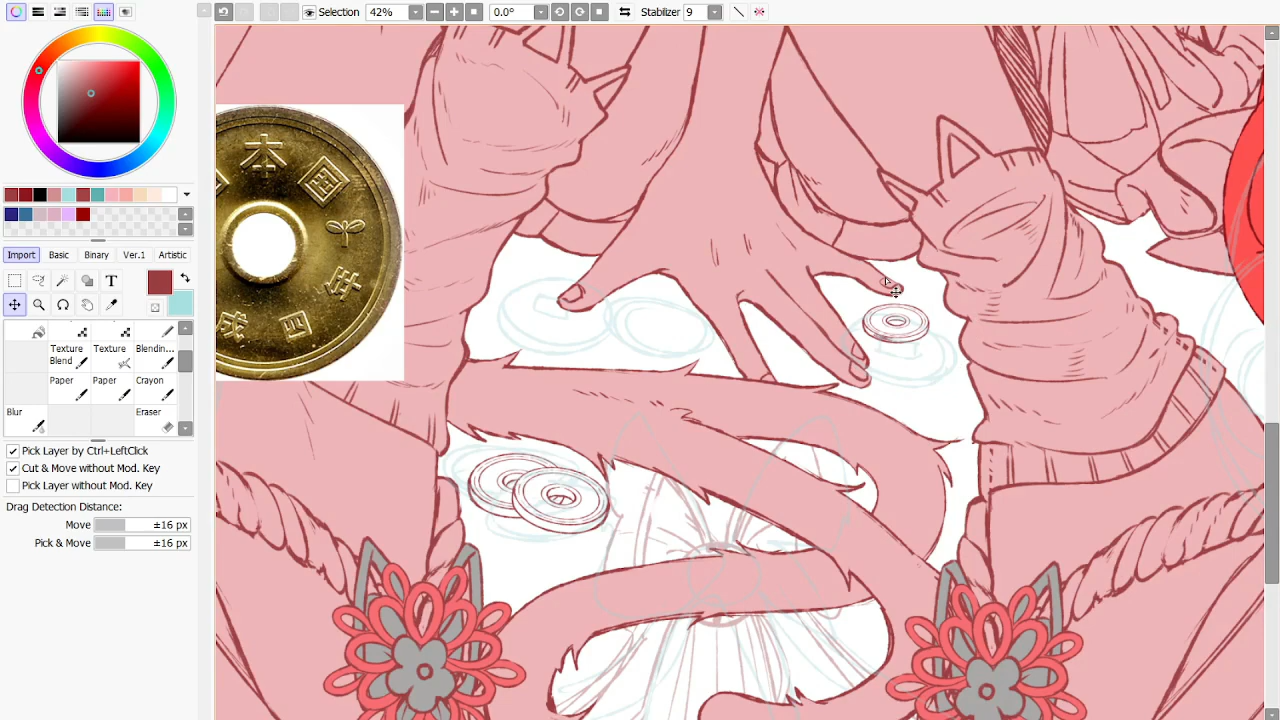 Selection
42%
0.0°
Stabilizer 9
Import
Basic
Binary
Ver.1
Artistic
T
Texture Blend
Texture
Blendin...
Paper
Paper
Crayon
Blur
Eraser
Pick Layer by Ctrl+LeftClick
Cut & Move without Mod. Key
Pick Layer without Mod. Key
Drag Detection Distance:
Move ±16 px
Pick & Move ±16 px
本
国
年
四
成